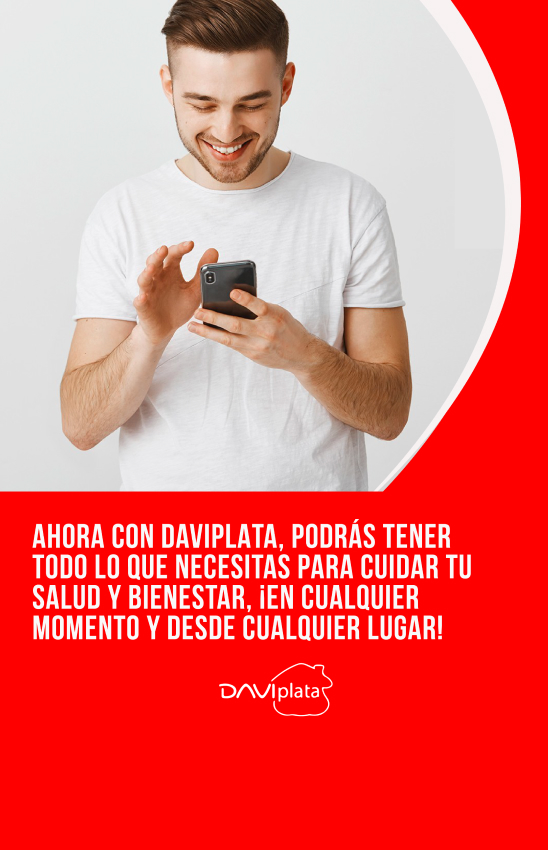 AHORA CON DAVIPLATA, PODRÁS TENER
TODO LO QUE NECESITAS PARA CUIDAR TU
SALUD Y BIENESTAR, ¡EN CUALQUIER
MOMENTO Y DESDE CUALQUIER LUGAR!
DAVIplata